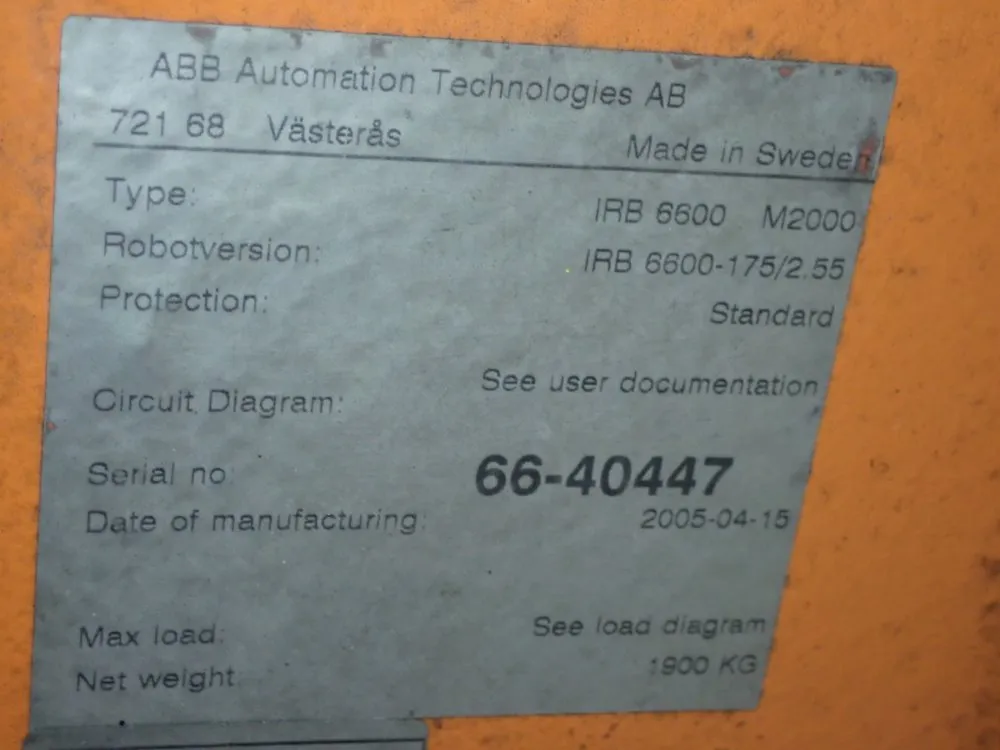 ABB Automation Technologies AB
721 68 Västerås Made in Sweden
Type: IRB 6600 M2000
Robotversion: IRB 6600-175/2.55
Protection: Standard
Circuit Diagram: See user documentation
Serial no: 66-40447
Date of manufacturing: 2005-04-15
Max load: See load diagram
Net weight: 1900 KG